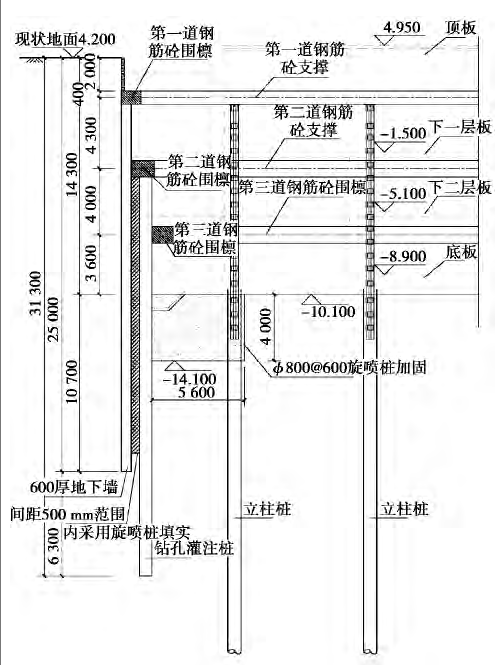 4.950
顶板
第一道钢
筋砼围檩
现状地面4.200
第一道钢筋
砼支撑
2 000
400
第二道钢筋
砼支撑
4 300
-1.500
下一层板
第二道钢
筋砼围檩
14 300
第三道钢筋砼围檩
下二层板
-5.100
4 000
第三道钢
筋砼围檩
底板
-8.900
3 600
31 300
25 000
-10.100
4 000
-14.100
5 600
ф800@600旋喷桩加固
10 700
600厚地下墙
间距500 mm范围
内采用旋喷桩填实
立柱桩
立柱桩
钻孔灌注桩
6 300